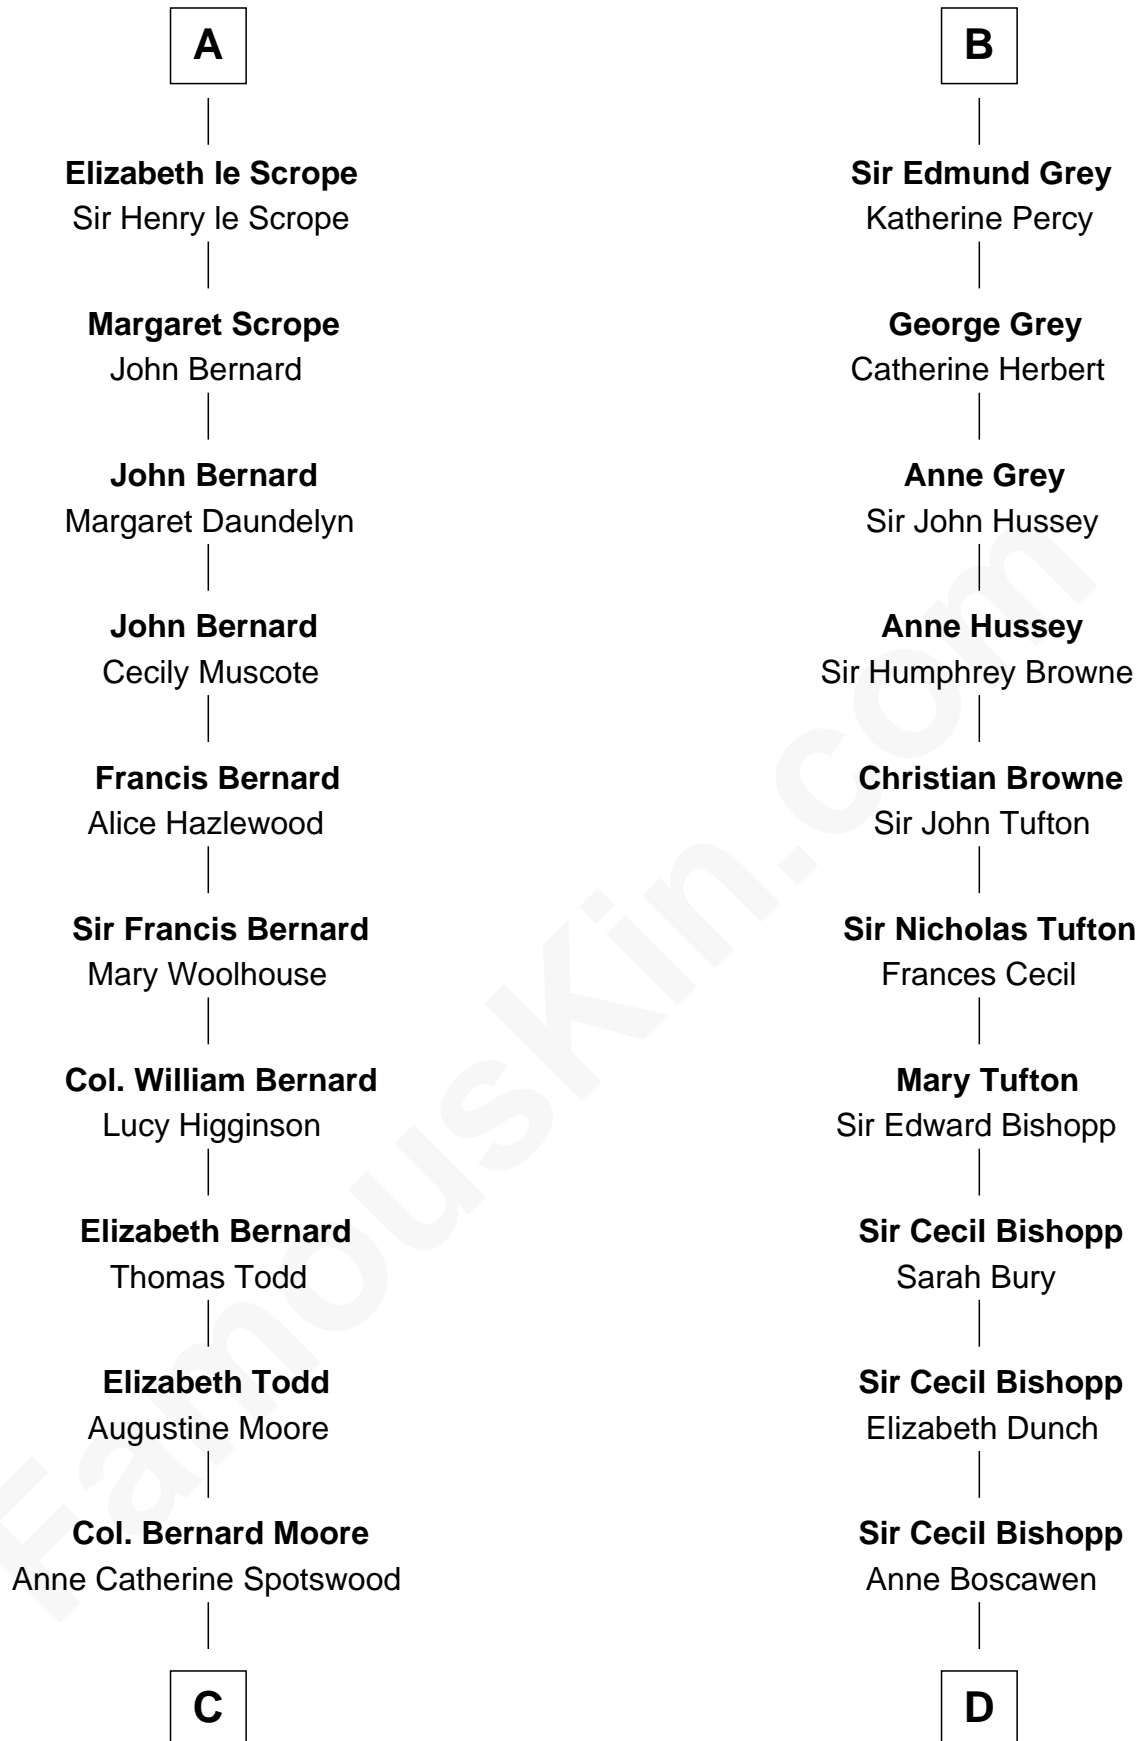 A
Elizabeth le Scrope
Sir Henry le Scrope
Margaret Scrope
John Bernard
John Bernard
Margaret Daundelyn
John Bernard
Cecily Muscote
Francis Bernard
Alice Hazlewood
Sir Francis Bernard
Mary Woolhouse
Col. William Bernard
Lucy Higginson
Elizabeth Bernard
Thomas Todd
Elizabeth Todd
Augustine Moore
Col. Bernard Moore
Anne Catherine Spotswood
C
B
Sir Edmund Grey
Katherine Percy
George Grey
Catherine Herbert
Anne Grey
Sir John Hussey
Anne Hussey
Sir Humphrey Browne
Christian Browne
Sir John Tufton
Sir Nicholas Tufton
Frances Cecil
Mary Tufton
Sir Edward Bishopp
Sir Cecil Bishopp
Sarah Bury
Sir Cecil Bishopp
Elizabeth Dunch
Sir Cecil Bishopp
Anne Boscawen
D
FamousKin.com